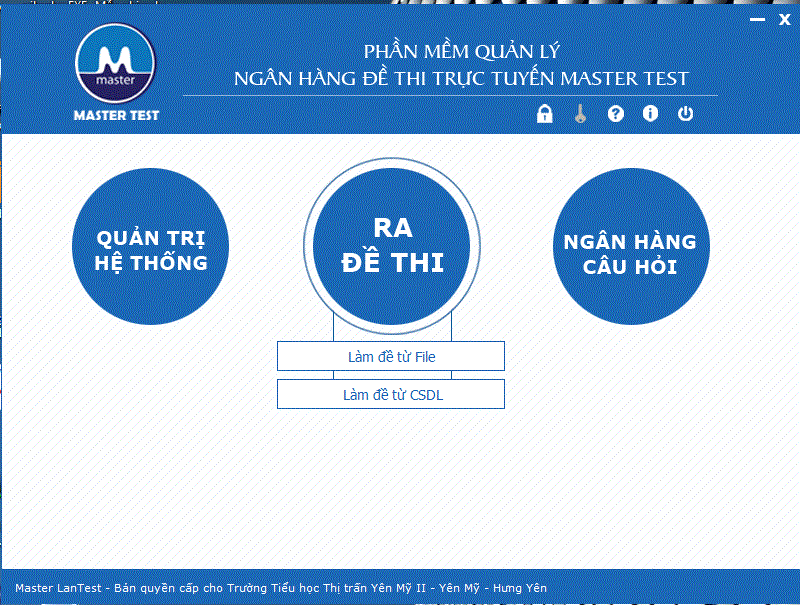 PHẦN MỀM QUẢN LÝ
NGÂN HÀNG ĐỀ THI TRỰC TUYẾN MASTER TEST
master
MASTER TEST
QUẢN TRỊ
HỆ THỐNG
RA
ĐỀ THI
NGÂN HÀNG
CÂU HỎI
Làm đề từ File
Làm đề từ CSDL
Master LanTest - Bản quyền cấp cho Trường Tiểu học Thị trấn Yên Mỹ II - Yên Mỹ - Hưng Yên